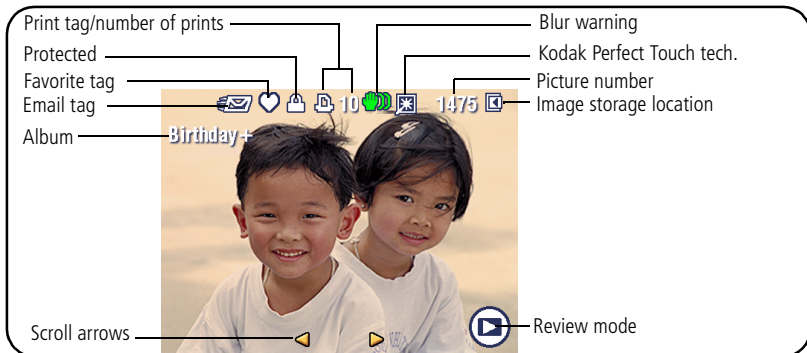 Print tag/number of prints
Protected
Favorite tag
Email tag
Album
Scroll arrows
10
1475
Birthday+
Blur warning
Kodak Perfect Touch tech.
Picture number
Image storage location
Review mode